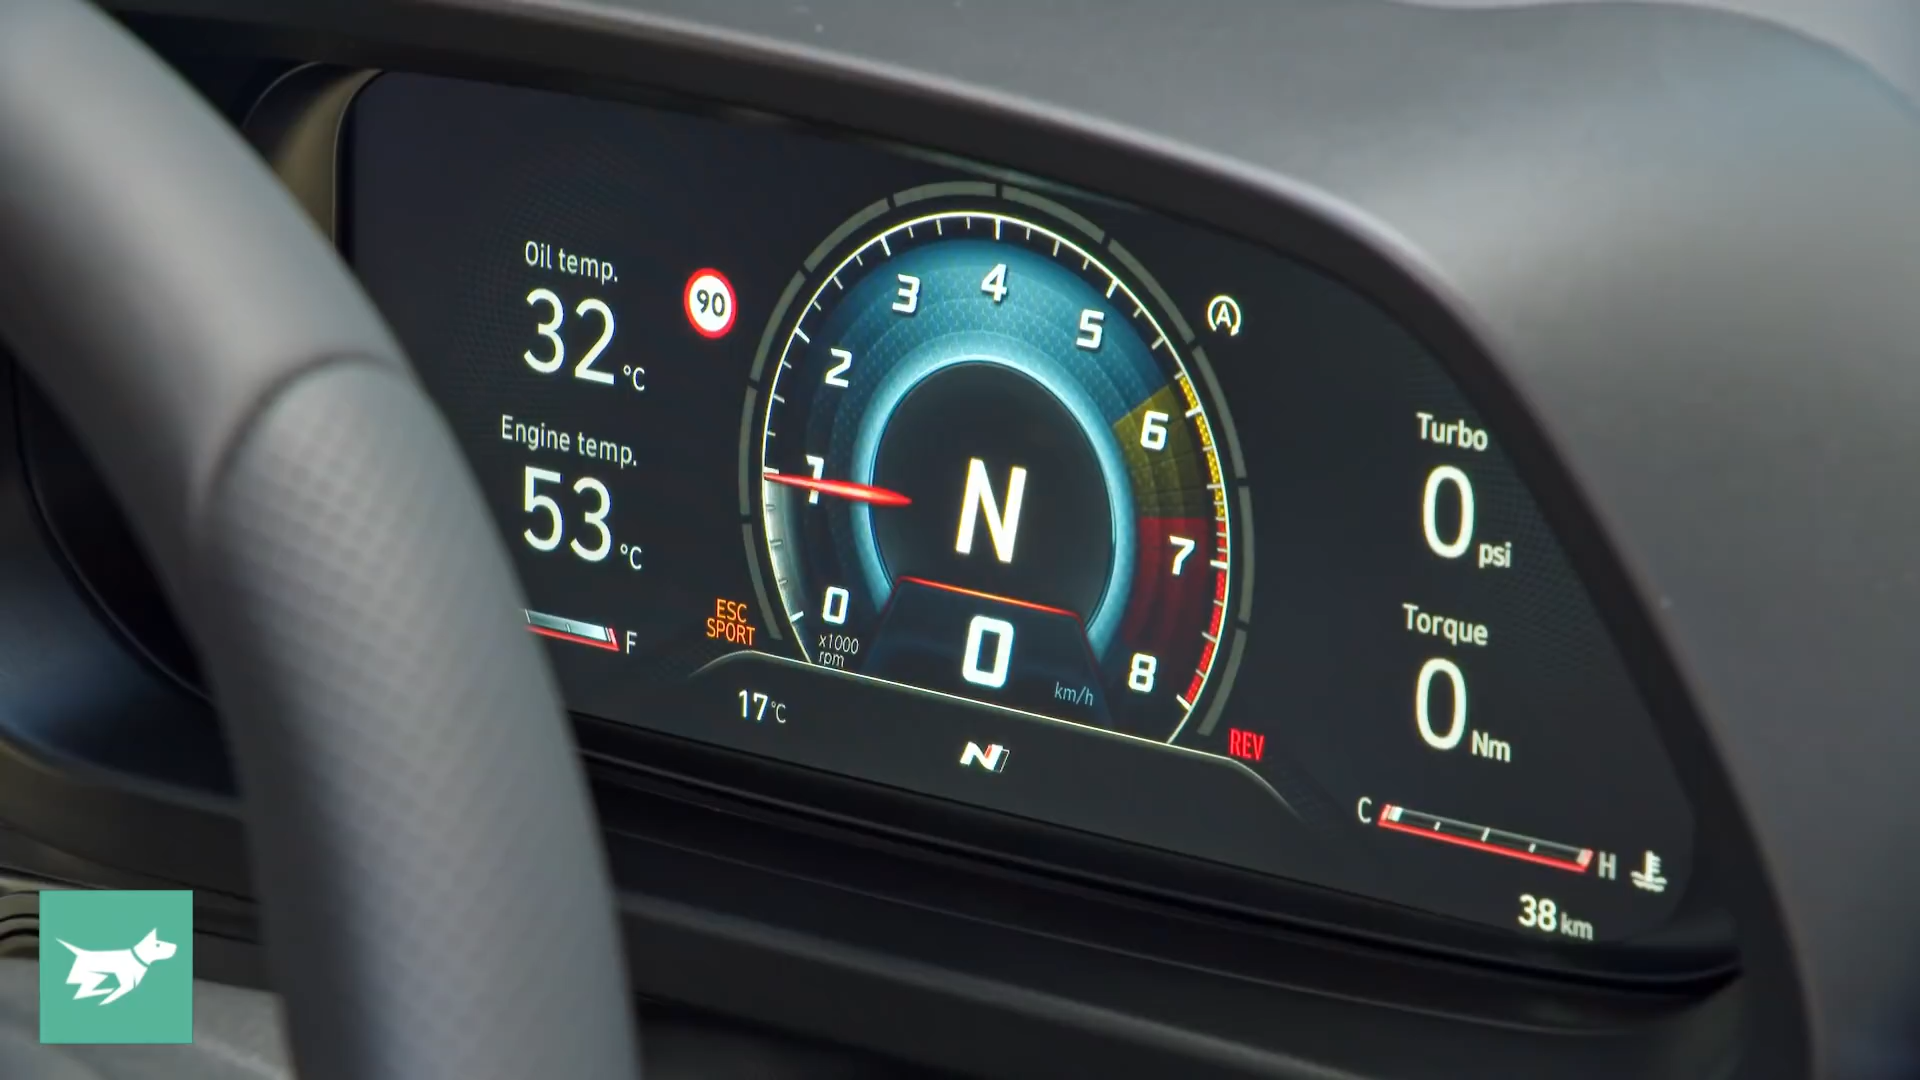 Oil temp.
32 °C
Engine temp.
53 °C
F
90
ESC
SPORT
17°C
0
1
2
3
4
5
6
7
8
x1000
rpm
N
0
km/h
N
A
REV
Turbo
0 psi
Torque
0 Nm
C
H
38 km